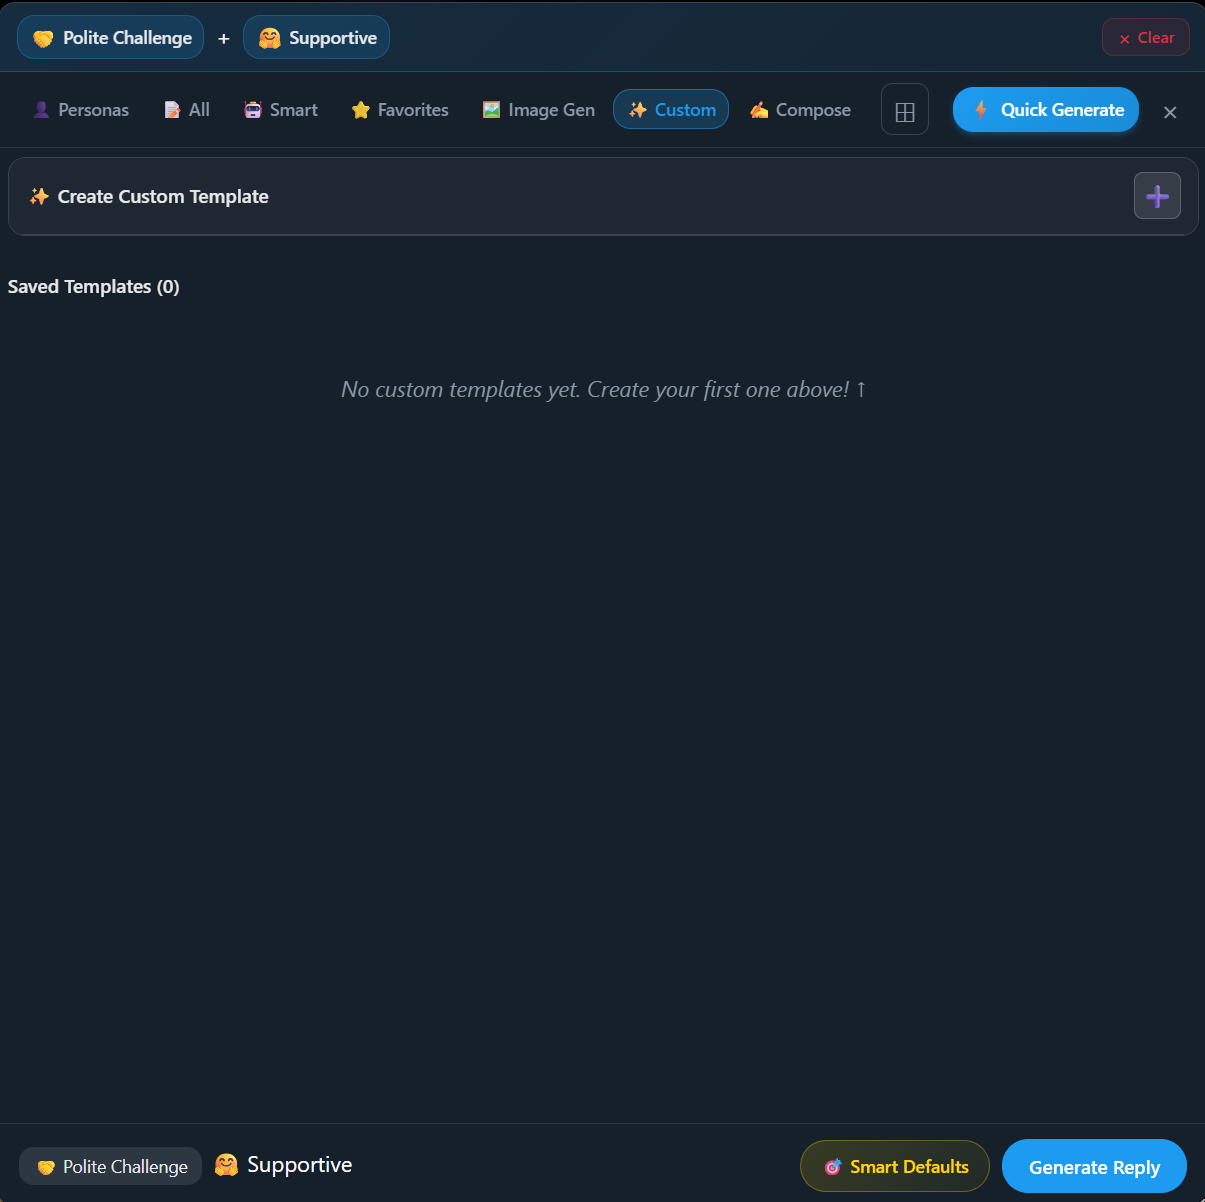 🤝 Polite Challenge + 🤗 Supportive × Clear
👤 Personas 📝 All 🤖 Smart ⭐ Favorites 🖼️ Image Gen ✨ Custom ✍️ Compose ⚡ Quick Generate ×
✨ Create Custom Template ➕
Saved Templates (0)
No custom templates yet. Create your first one above! ↑
🤝 Polite Challenge 🤗 Supportive 🎯 Smart Defaults Generate Reply